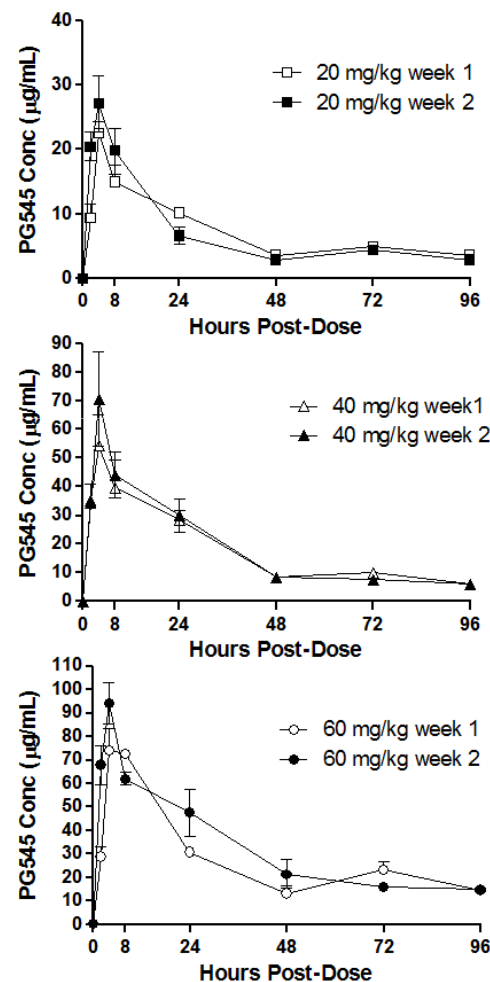 40
30
20
10
0
PG545 Conc (µg/mL)
20 mg/kg week 1
20 mg/kg week 2
0 8 24 48 72 96
Hours Post-Dose
90
80
70
60
50
40
30
20
10
0
PG545 Conc (µg/mL)
40 mg/kg week1
40 mg/kg week 2
0 8 24 48 72 96
Hours Post-Dose
110
100
90
80
70
60
50
40
30
20
10
0
PG545 Conc (µg/mL)
60 mg/kg week 1
60 mg/kg week 2
0 8 24 48 72 96
Hours Post-Dose